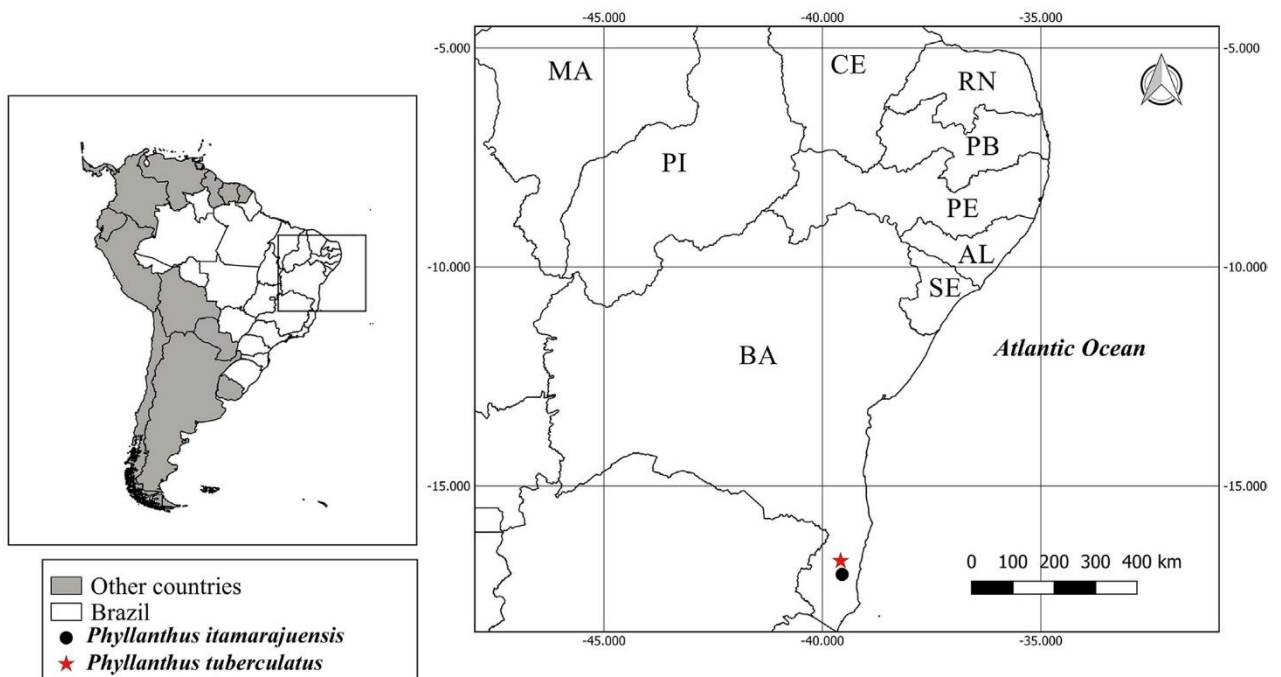 -45.000 -40.000 -35.000
-5.000 -5.000
MA
CE
RN
PI
PB
PE
AL
-10.000 -10.000
SE
BA
Atlantic Ocean
-15.000 -15.000
0 100 200 300 400 km
-45.000 -40.000 -35.000
Other countries
Brazil
Phyllanthus itamarajuensis
Phyllanthus tuberculatus